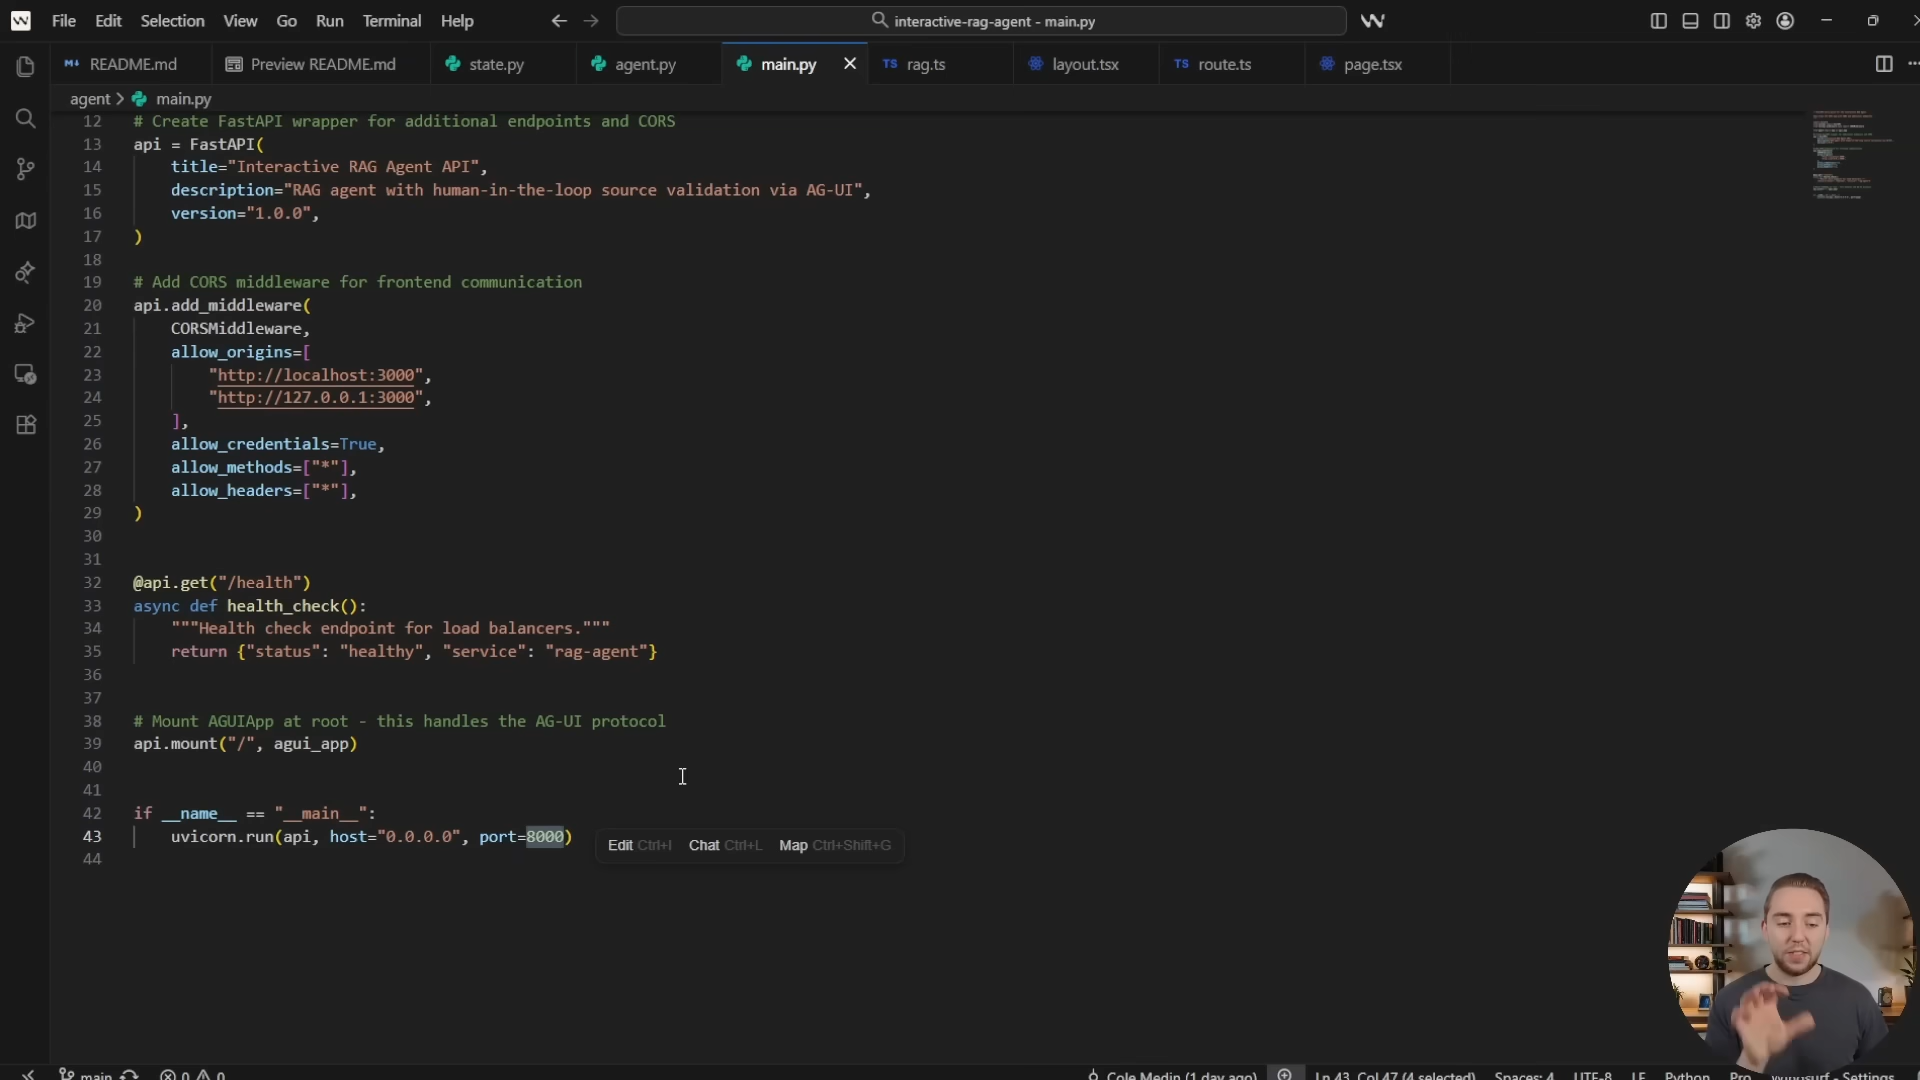 File Edit Selection View Go Run Terminal Help interactive-rag-agent - main.py
README.md Preview README.md state.py agent.py main.py TS rag.ts layout.tsx TS route.ts page.tsx
agent > main.py
12 # Create FastAPI wrapper for additional endpoints and CORS
13 api = FastAPI(
14 title="Interactive RAG Agent API",
15 description="RAG agent with human-in-the-loop source validation via AG-UI",
16 version="1.0.0",
17 )
18
19 # Add CORS middleware for frontend communication
20 api.add_middleware(
21 CORSMiddleware,
22 allow_origins=[
23 "http://localhost:3000",
24 "http://127.0.0.1:3000",
25 ],
26 allow_credentials=True,
27 allow_methods=["*"],
28 allow_headers=["*"],
29 )
30
31
32 @api.get("/health")
33 async def health_check():
34 """Health check endpoint for load balancers."""
35 return {"status": "healthy", "service": "rag-agent"}
36
37
38 # Mount AGUIApp at root - this handles the AG-UI protocol
39 api.mount("/", agui_app)
40
41
42 if __name__ == "__main__":
43 uvicorn.run(api, host="0.0.0.0", port=8000)
Edit Ctrl+I Chat Ctrl+L Map Ctrl+Shift+G
44
main 0 0 Cole Medin (1 day ago) Ln 43, Col 47 (4 selected) Spaces: 4 UTF-8 LF Python Pro Windsurf - Settings